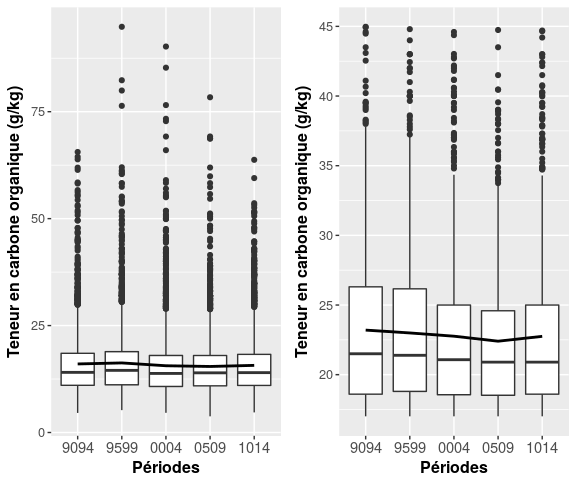 Teneur en carbone organique (g/kg)
75
50
25
0
9094 9599 0004 0509 1014
Périodes
Teneur en carbone organique (g/kg)
45
40
35
30
25
20
9094 9599 0004 0509 1014
Périodes